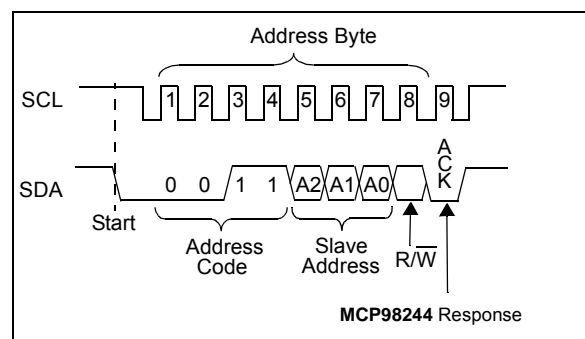 Address Byte
SCL
1 2 3 4 5 6 7 8 9
SDA
0 0 1 1 A2 A1 A0 ACK
Start
Address Code
Slave Address
R/W̅
MCP98244 Response